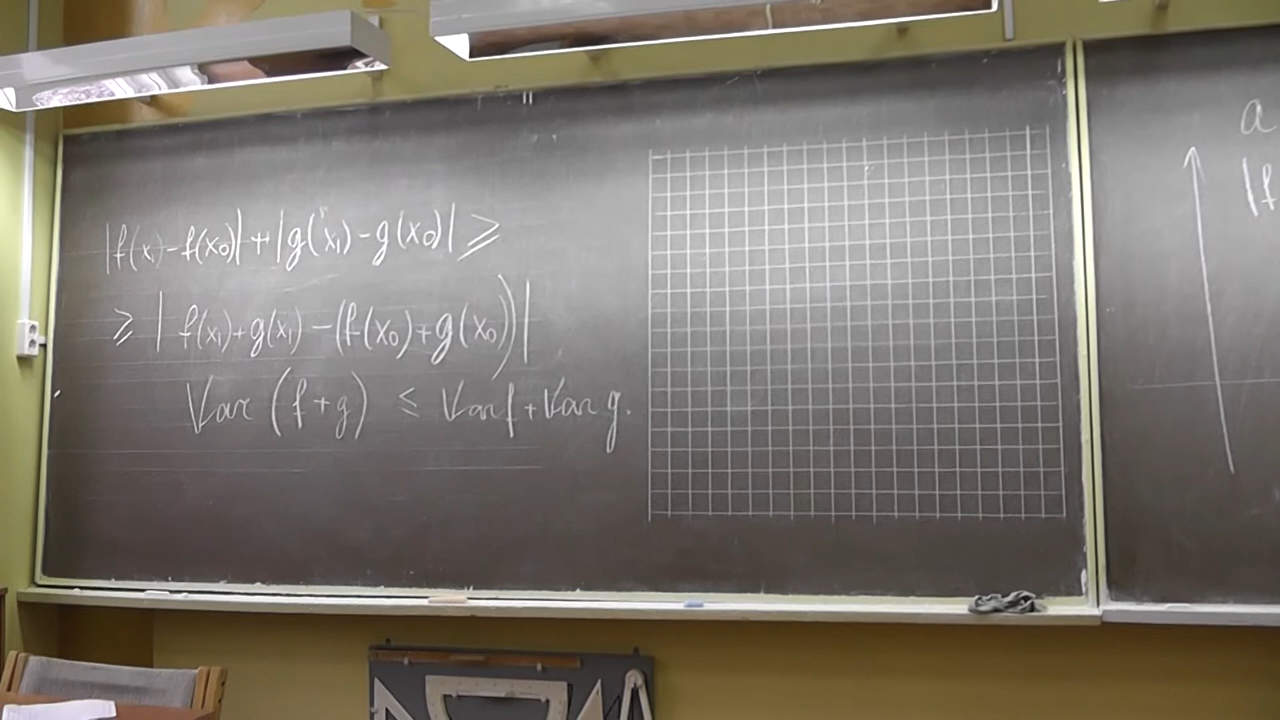 |f(x₁)-f(x₀)|+|g(x₁)-g(x₀)| ⩾
⩾ | f(x₁)+g(x₁) - (f(x₀)+g(x₀))|
Var (f+g) ⩽ Var f + Var g.
a
|f